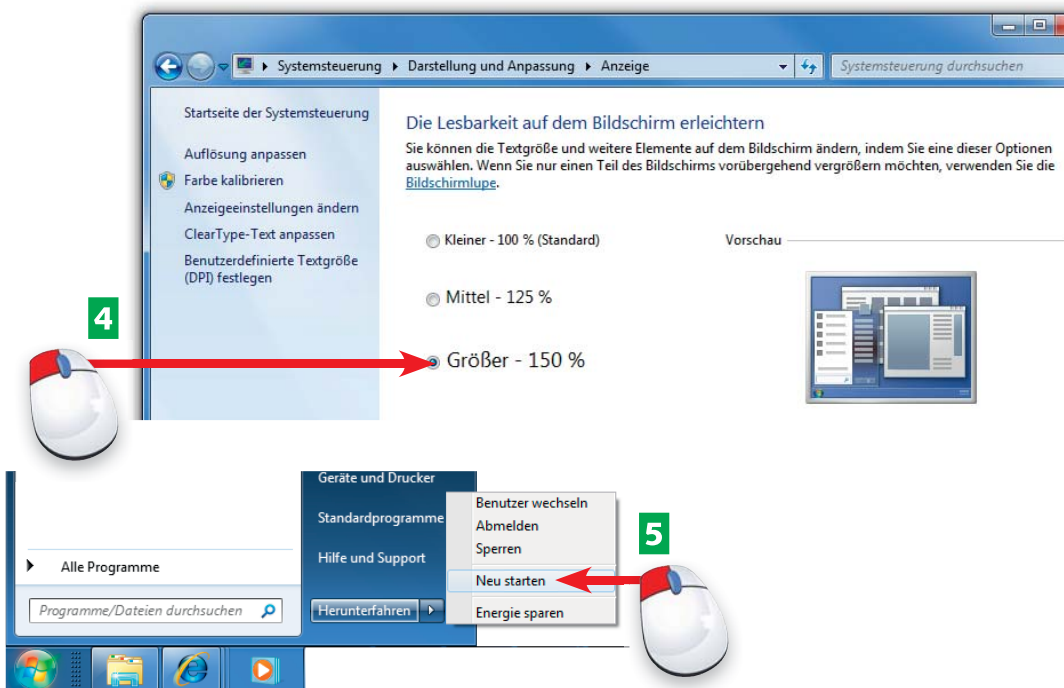 Systemsteuerung ▸ Darstellung und Anpassung ▸ Anzeige
Systemsteuerung durchsuchen
Startseite der Systemsteuerung
Auflösung anpassen
Farbe kalibrieren
Anzeigeeinstellungen ändern
ClearType-Text anpassen
Benutzerdefinierte Textgröße
(DPI) festlegen
Die Lesbarkeit auf dem Bildschirm erleichtern
Sie können die Textgröße und weitere Elemente auf dem Bildschirm ändern, indem Sie eine dieser Optionen
auswählen. Wenn Sie nur einen Teil des Bildschirms vorübergehend vergrößern möchten, verwenden Sie die
Bildschirmlupe.
Kleiner - 100 % (Standard)
Vorschau
Mittel - 125 %
4
Größer - 150 %
Geräte und Drucker
Standardprogramme
Hilfe und Support
Alle Programme
Programme/Dateien durchsuchen
Herunterfahren
Benutzer wechseln
Abmelden
Sperren
Neu starten
Energie sparen
5